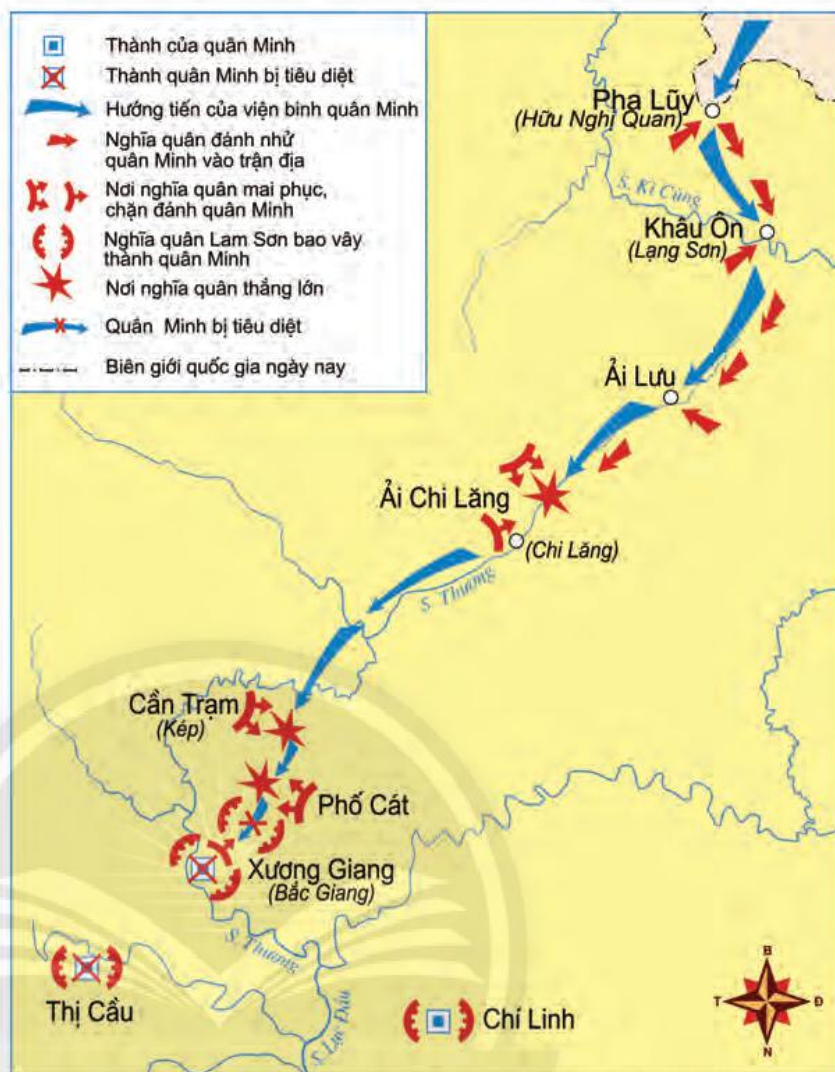 Thành của quân Minh
Thành quân Minh bị tiêu diệt
Hướng tiến của viện binh quân Minh
Nghĩa quân đánh nhử
quân Minh vào trận địa
Nơi nghĩa quân mai phục,
chặn đánh quân Minh
Nghĩa quân Lam Sơn bao vây
thành quân Minh
Nơi nghĩa quân thắng lớn
Quân Minh bị tiêu diệt
Biên giới quốc gia ngày nay
Pha Lũy
(Hữu Nghị Quan)
S. Kì Cùng
Khâu Ôn
(Lạng Sơn)
Ải Lưu
Ải Chi Lăng
(Chi Lăng)
S. Thương
Cần Trạm
(Kép)
Phố Cát
Xương Giang
(Bắc Giang)
S. Thương
Thị Cầu
S. Lục Đầu
Chí Linh
B
T
Đ
N